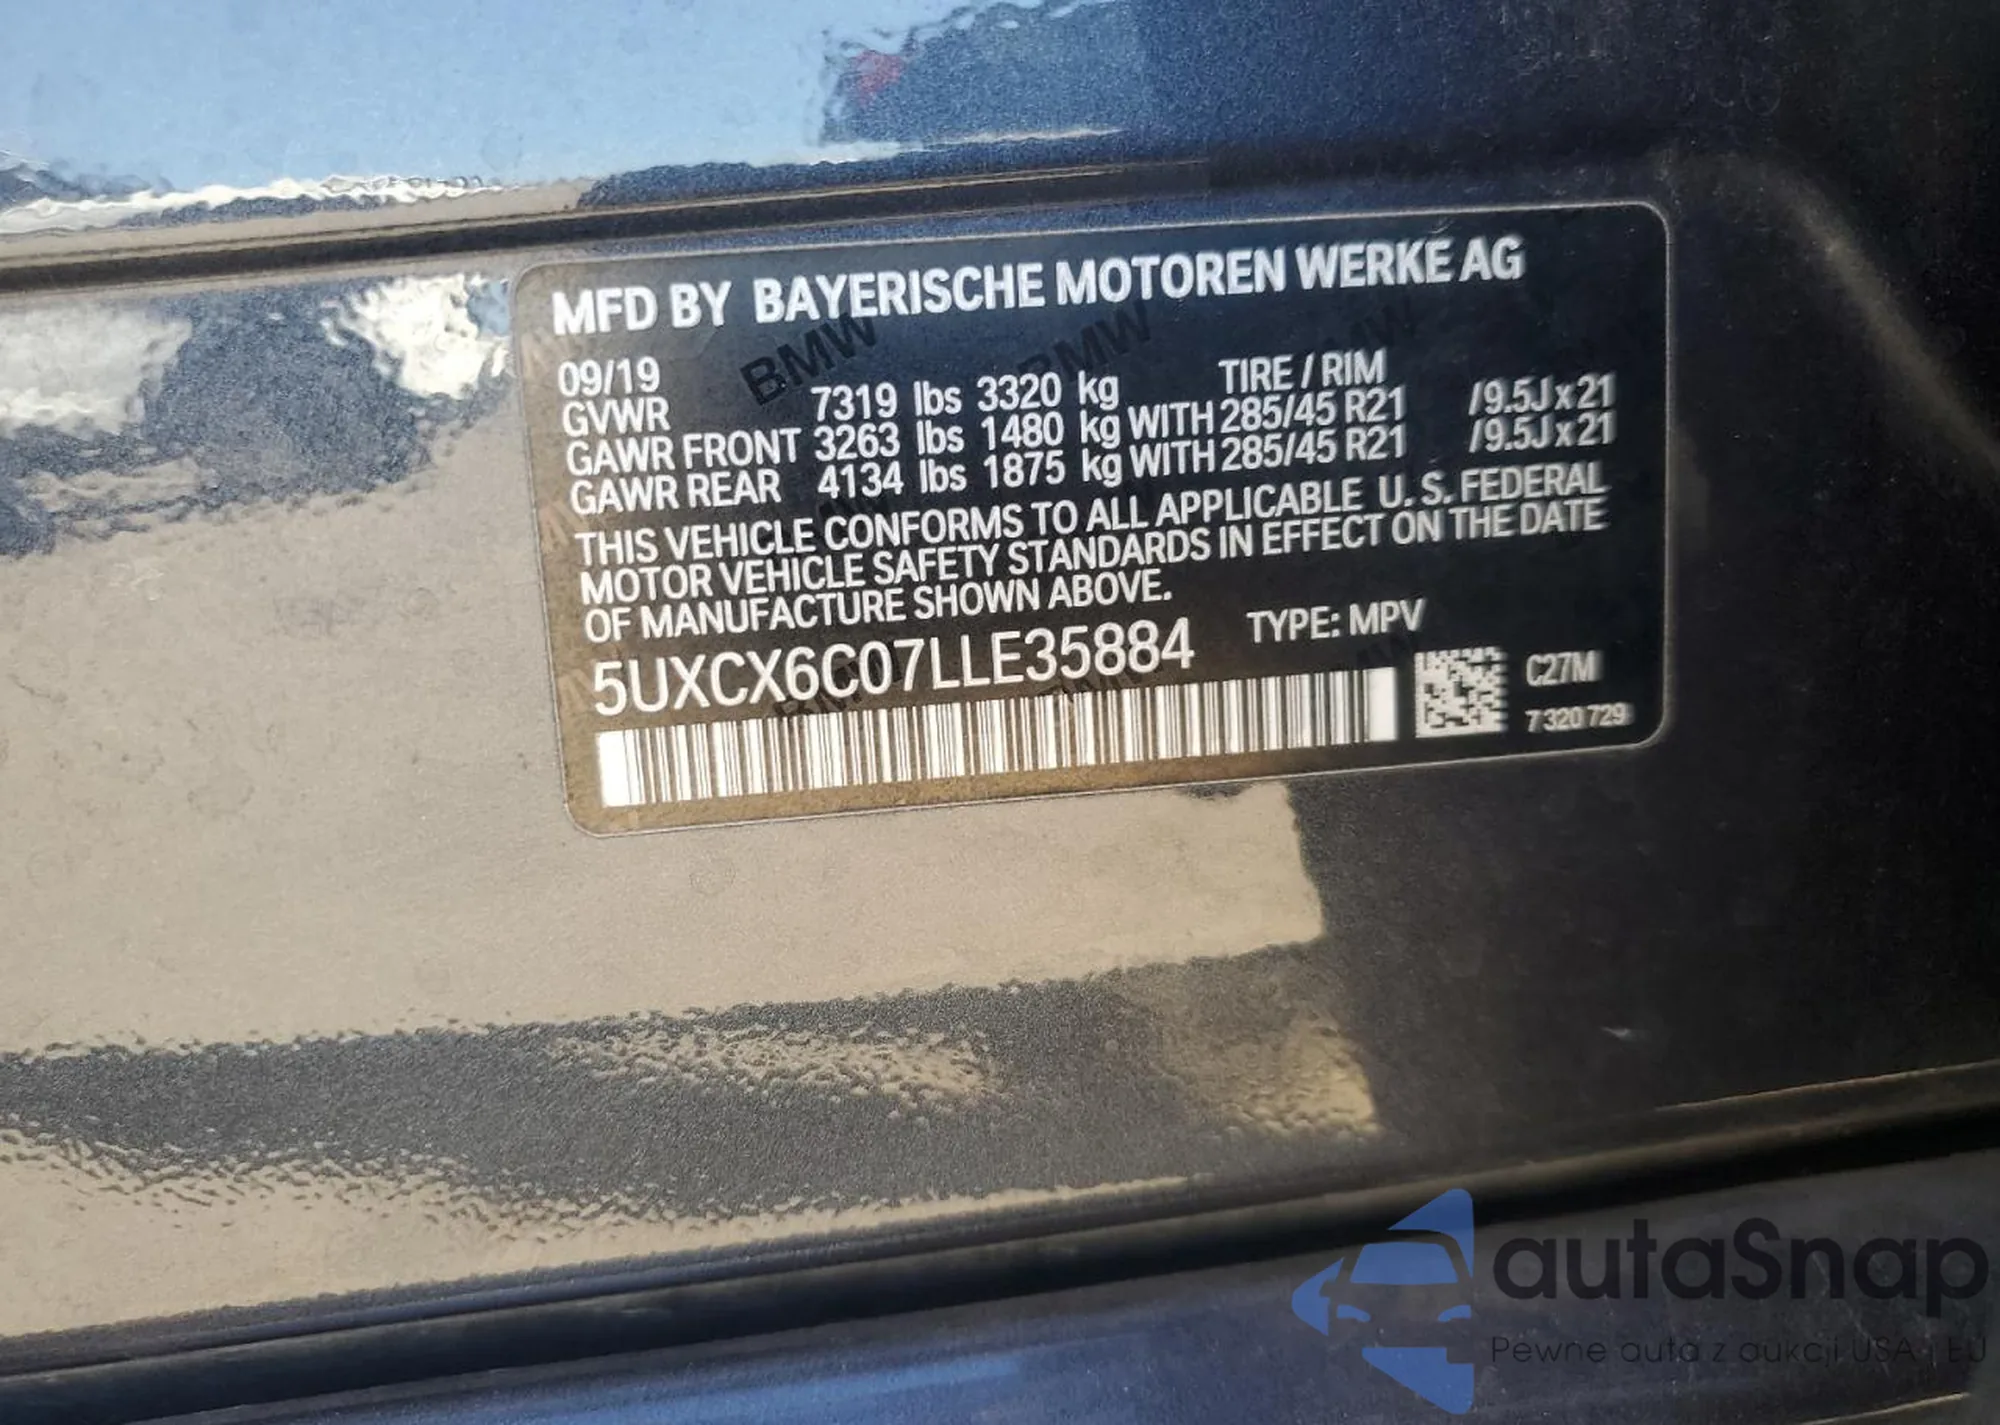 MFD BY BAYERISCHE MOTOREN WERKE AG
09/19 TIRE / RIM
GVWR 7319 lbs 3320 kg
GAWR FRONT 3263 lbs 1480 kg WITH 285/45 R21 /9.5J x 21
GAWR REAR 4134 lbs 1875 kg WITH 285/45 R21 /9.5J x 21
THIS VEHICLE CONFORMS TO ALL APPLICABLE U. S. FEDERAL
MOTOR VEHICLE SAFETY STANDARDS IN EFFECT ON THE DATE
OF MANUFACTURE SHOWN ABOVE.
5UXCX6C07LLE35884 TYPE: MPV
C27M
7 320 729
BMW
BMW
BMW
autaSnap
Pewne auta z aukcji USA i EU